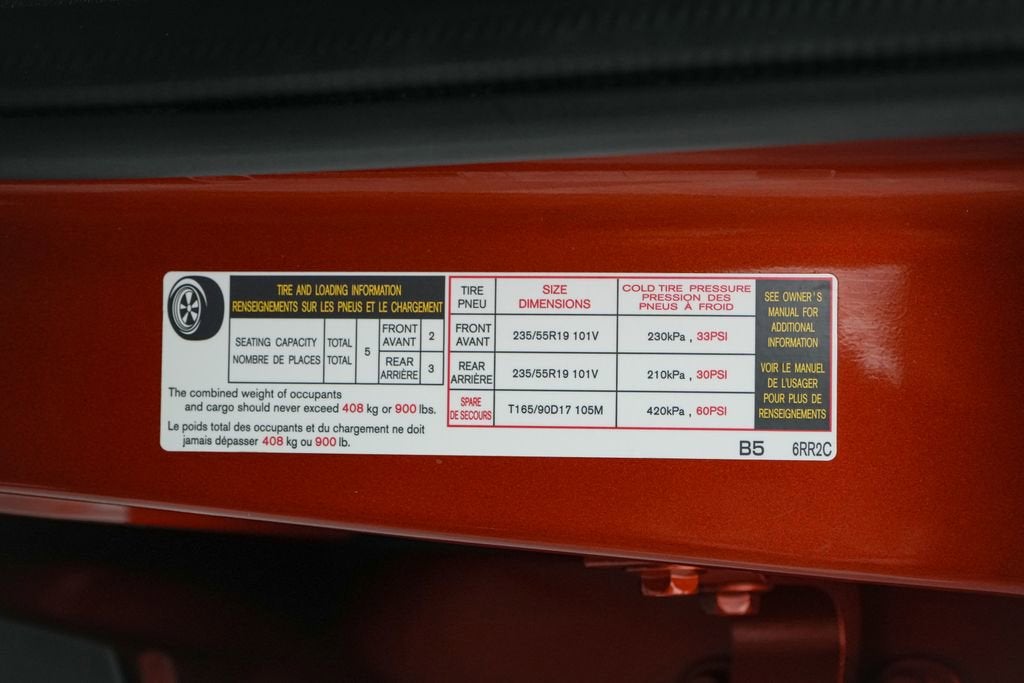 TIRE AND LOADING INFORMATION
RENSEIGNEMENTS SUR LES PNEUS ET LE CHARGEMENT
SEATING CAPACITY TOTAL
NOMBRE DE PLACES TOTAL
5
FRONT
AVANT
2
REAR
ARRIÈRE
3
The combined weight of occupants
and cargo should never exceed 408 kg or 900 lbs.
Le poids total des occupants et du chargement ne doit
jamais dépasser 408 kg ou 900 lb.
TIRE
PNEU
SIZE
DIMENSIONS
COLD TIRE PRESSURE
PRESSION DES
PNEUS À FROID
FRONT
AVANT
235/55R19 101V
230kPa , 33PSI
REAR
ARRIÈRE
235/55R19 101V
210kPa , 30PSI
SPARE
DE SECOURS
T165/90D17 105M
420kPa , 60PSI
SEE OWNER'S
MANUAL FOR
ADDITIONAL
INFORMATION
VOIR LE MANUEL
DE L'USAGER
POUR PLUS DE
RENSEIGNEMENTS
B5 6RR2C